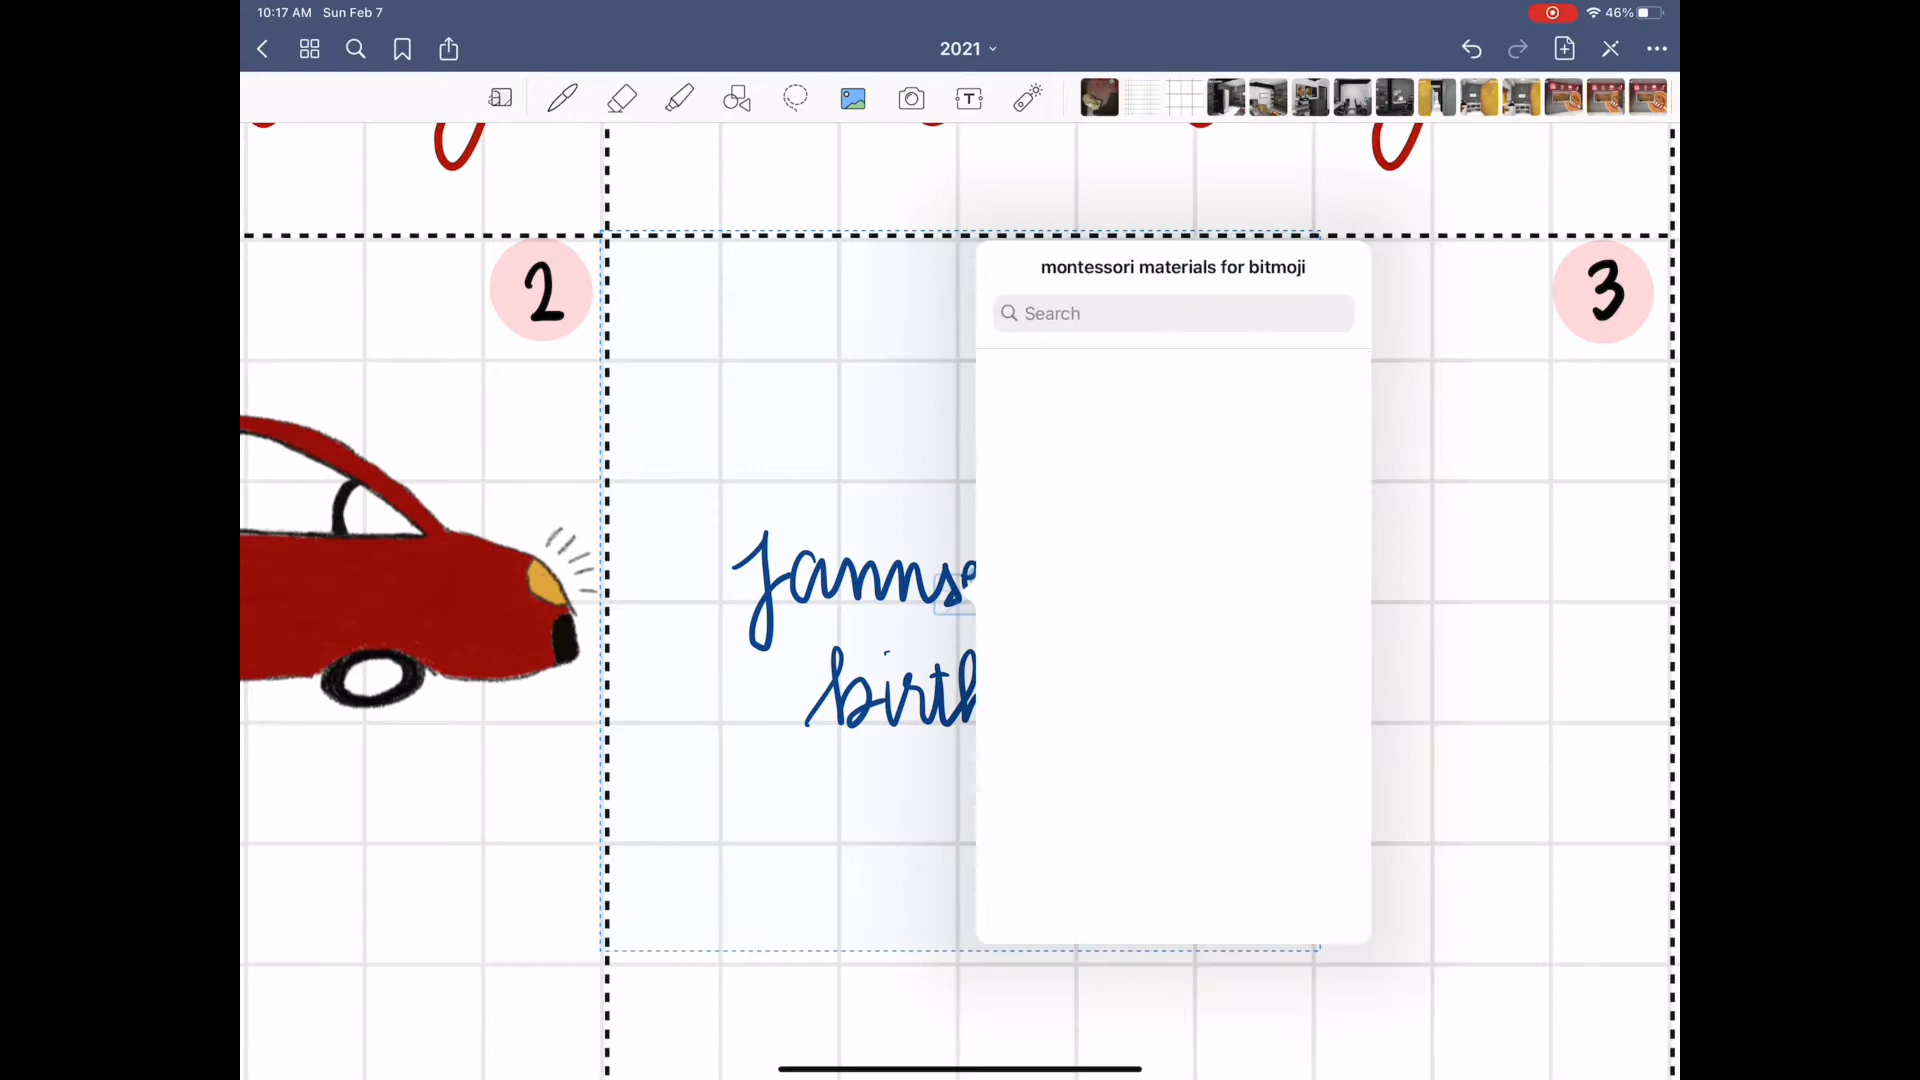 10:17 AM Sun Feb 7
46%
2021
T
2
3
montessori materials for bitmoji
Search